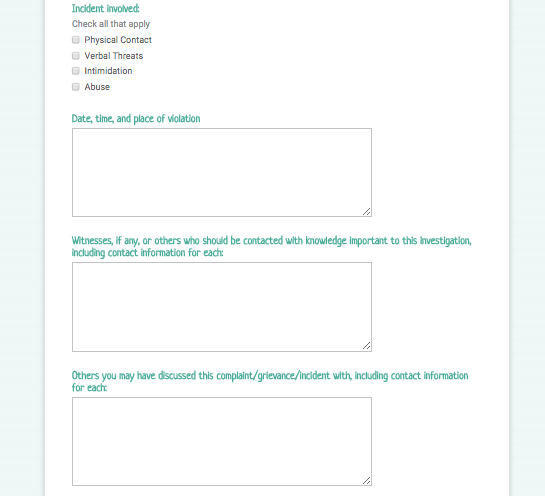 Incident involved:
Check all that apply
Physical Contact
Verbal Threats
Intimidation
Abuse
Date, time, and place of violation
Witnesses, if any, or others who should be contacted with knowledge important to this investigation,
including contact information for each:
Others you may have discussed this complaint/grievance/incident with, including contact information
for each: